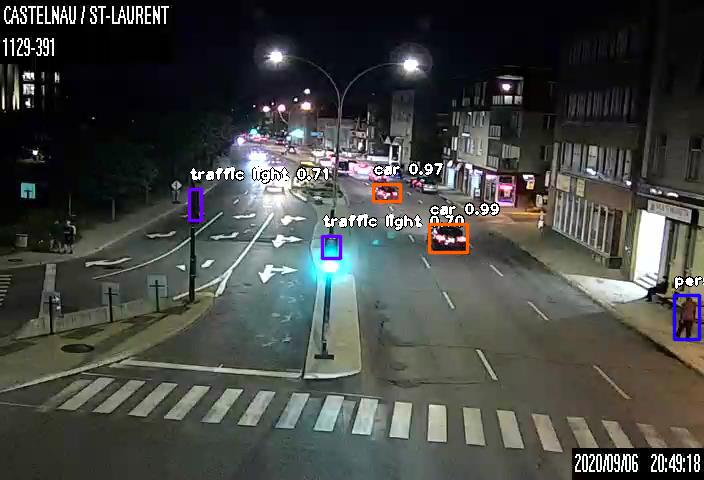 CASTELNAU / ST-LAURENT
1129-391
traffic light 0.71
car 0.97
car 0.99
traffic light 0.70
per
2020/09/06 20:49:18